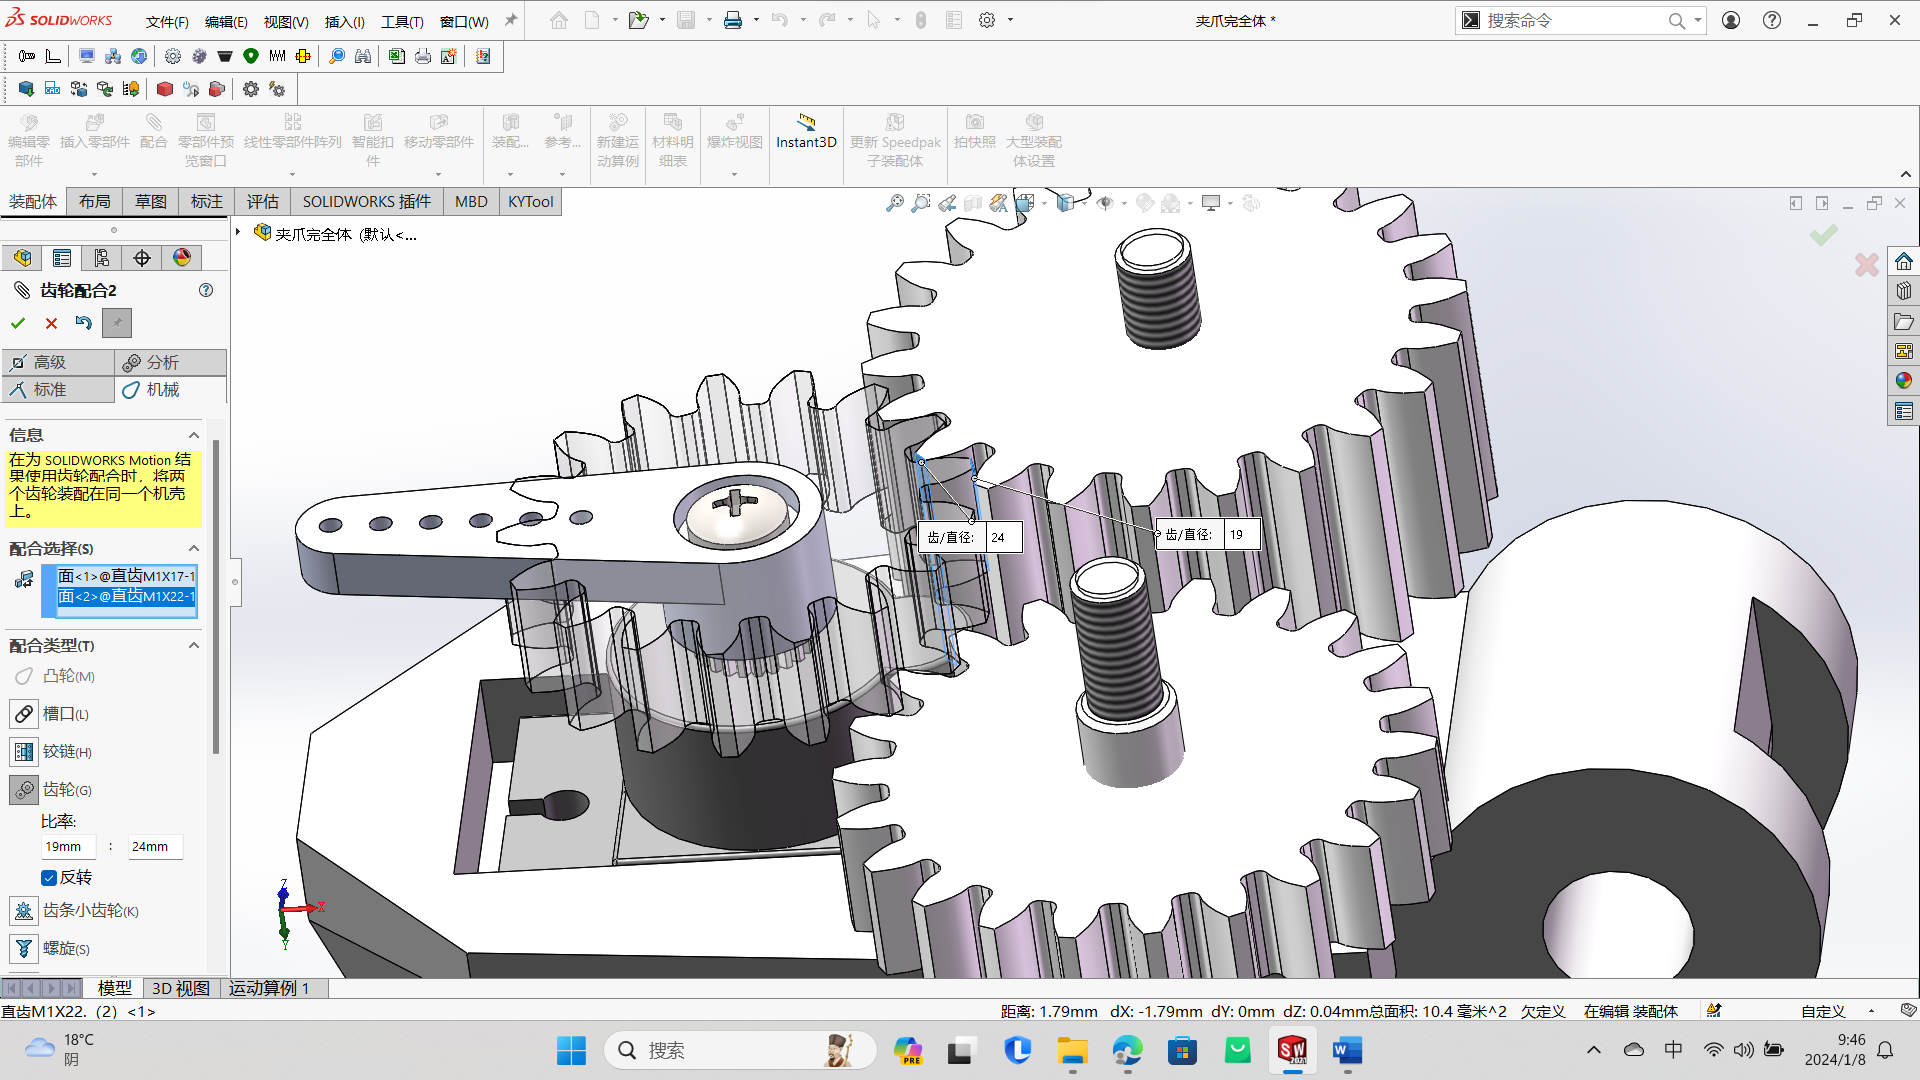 SOLIDWORKS 文件(F) 编辑(E) 视图(V) 插入(I) 工具(T) 窗口(W) 夹爪完全体 * 搜索命令
编辑零部件 插入零部件 配合 零部件预览窗口 线性零部件阵列 智能扣件 移动零部件 装配... 参考... 新建运动算例 材料明细表 爆炸视图 Instant3D 更新 Speedpak 子装配体 拍快照 大型装配体设置
装配体 布局 草图 标注 评估 SOLIDWORKS 插件 MBD KYTool
夹爪完全体 (默认<...
齿轮配合2
高级 分析
标准 机械
信息
在为 SOLIDWORKS Motion 结
果使用齿轮配合时，将两
个齿轮装配在同一个机壳
上。
配合选择(S)
面<1>@直齿M1X17-1
面<2>@直齿M1X22-1
配合类型(T)
凸轮(M)
槽口(L)
铰链(H)
齿轮(G)
比率:
19mm : 24mm
反转
齿条小齿轮(K)
螺旋(S)
齿/直径: 24
齿/直径: 19
Z
X
Y
模型 3D 视图 运动算例 1
直齿M1X22.（2）<1> 距离: 1.79mm dX: -1.79mm dY: 0mm dZ: 0.04mm总面积: 10.4 毫米^2 欠定义 在编辑 装配体 自定义
18°C
阴
搜索
PRE
SW
2021
W
中
9:46
2024/1/8